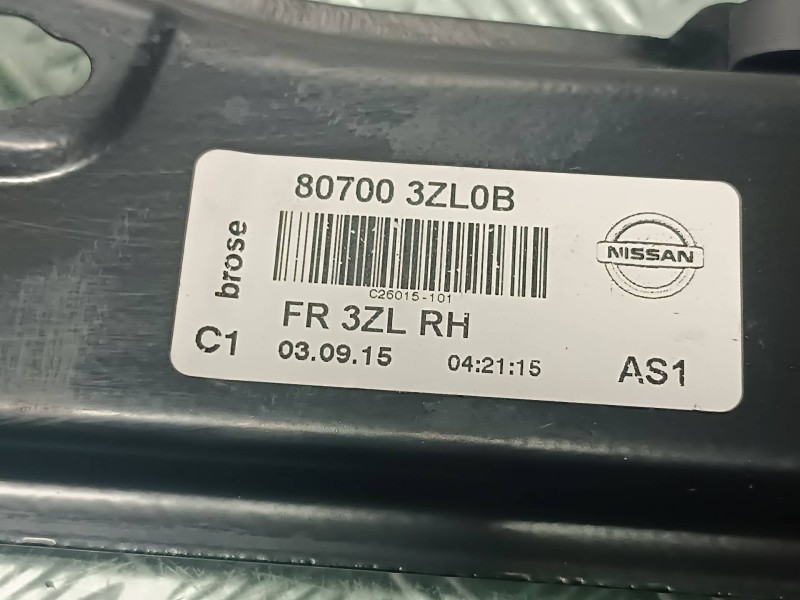 80700 3ZL0B
brose
NISSAN
C26015-101
FR 3ZL RH
C1
03.09.15 04:21:15
AS1